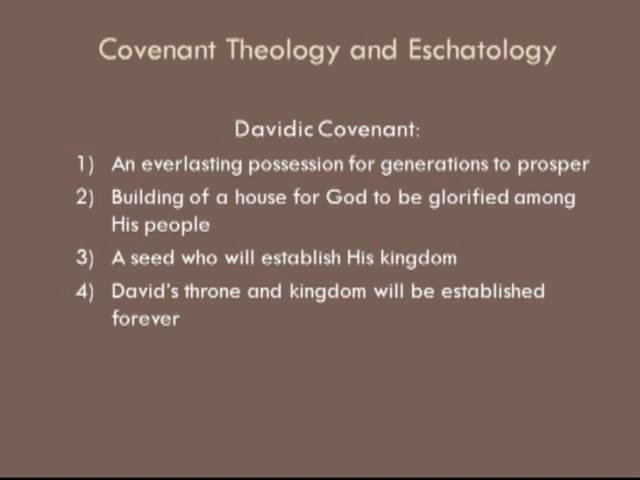 Covenant Theology and Eschatology
Davidic Covenant:
1) An everlasting possession for generations to prosper
2) Building of a house for God to be glorified among
His people
3) A seed who will establish His kingdom
4) David's throne and kingdom will be established
forever